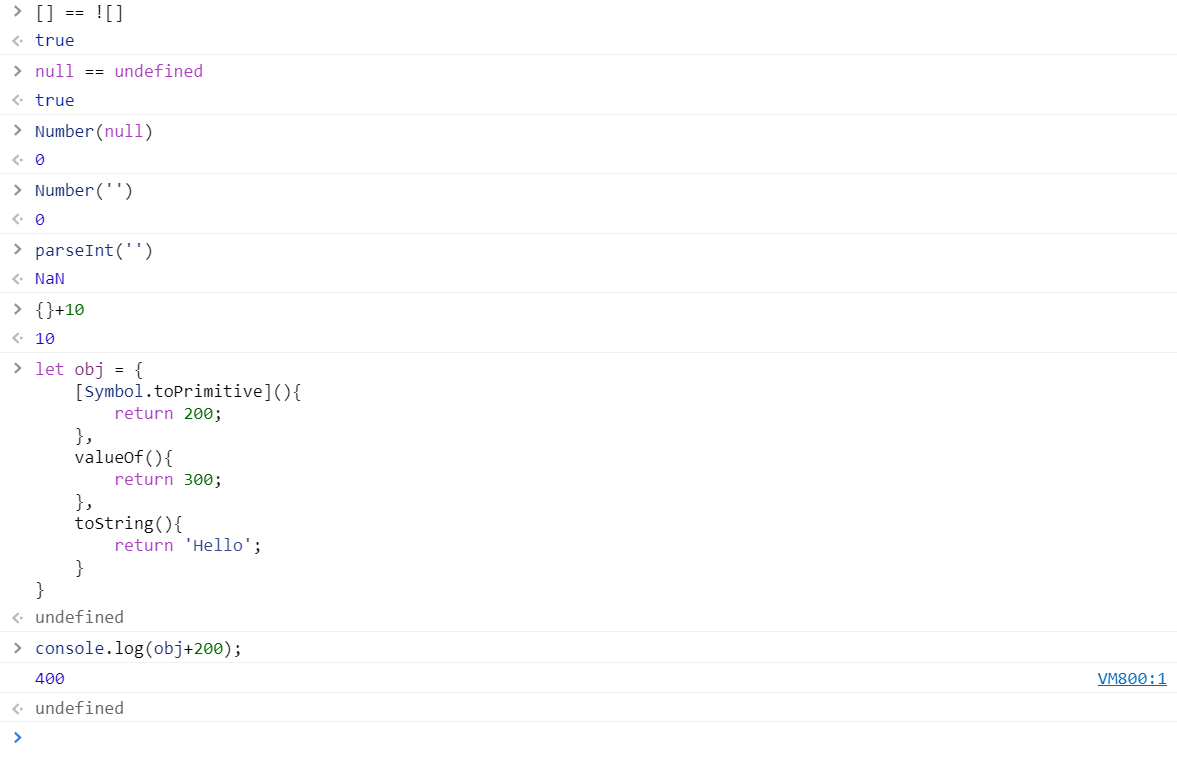 > [] == ![]
<· true
> null == undefined
<· true
> Number(null)
<· 0
> Number('')
<· 0
> parseInt('')
<· NaN
> {}+10
<· 10
> let obj = {
    [Symbol.toPrimitive](){
        return 200;
    },
    valueOf(){
        return 300;
    },
    toString(){
        return 'Hello';
    }
}
<· undefined
> console.log(obj+200);
400 VM800:1
<· undefined
>